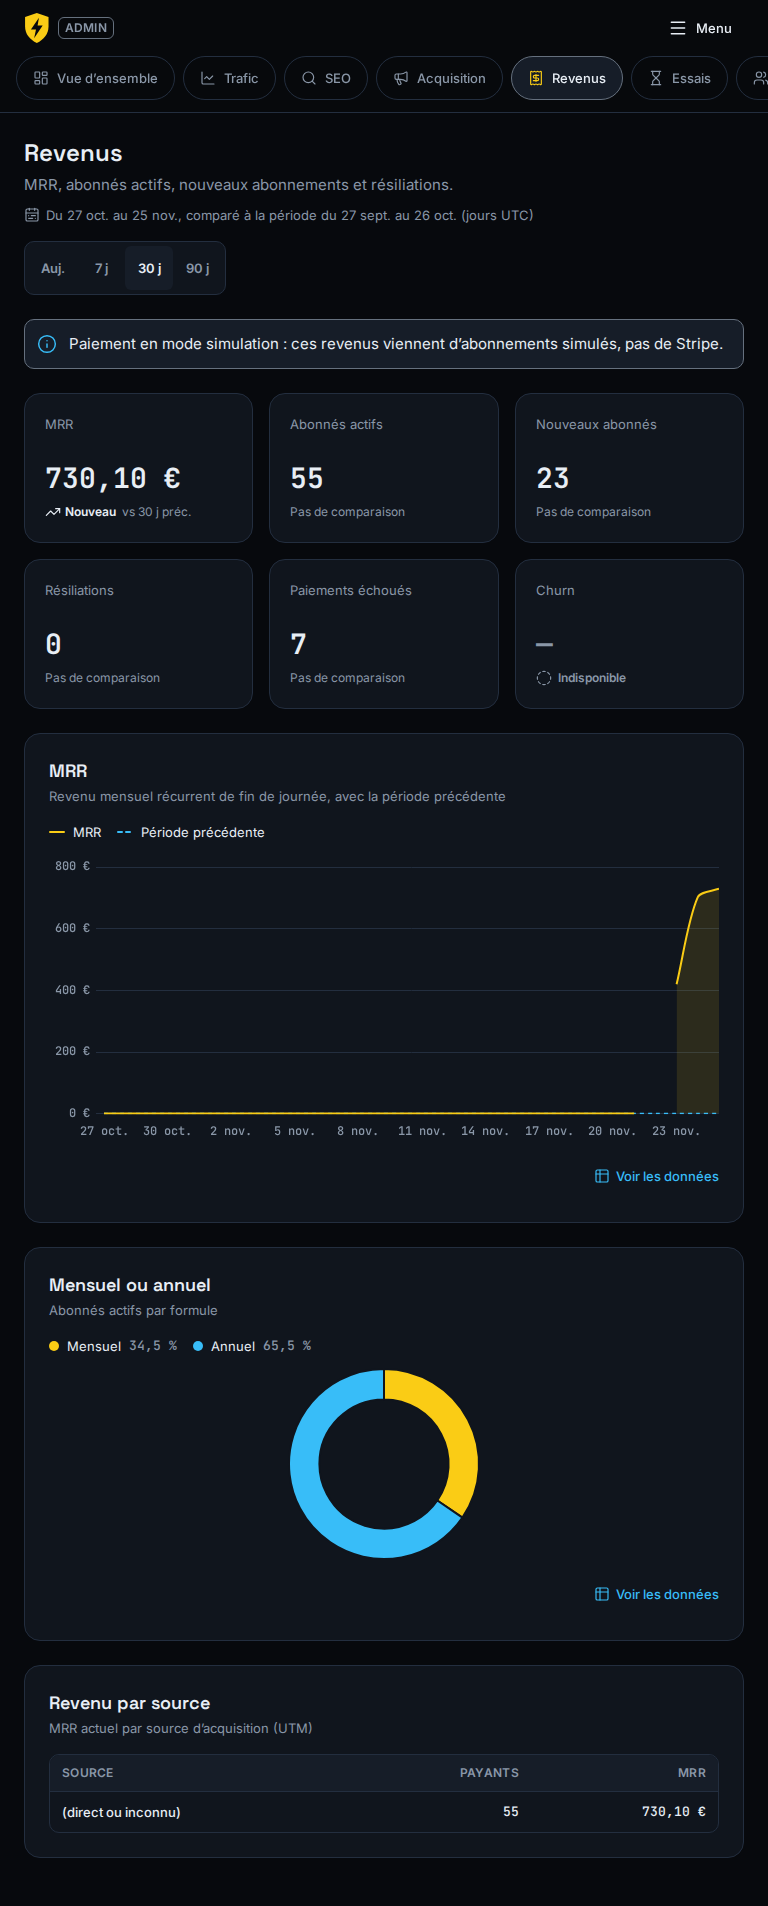 ADMIN
Menu
Vue d’ensemble
Trafic
SEO
Acquisition
Revenus
Essais
Revenus
MRR, abonnés actifs, nouveaux abonnements et résiliations.
Du 27 oct. au 25 nov., comparé à la période du 27 sept. au 26 oct. (jours UTC)
Auj. 7 j 30 j 90 j
Paiement en mode simulation : ces revenus viennent d’abonnements simulés, pas de Stripe.
MRR
730,10 €
Nouveau vs 30 j préc.
Abonnés actifs
55
Pas de comparaison
Nouveaux abonnés
23
Pas de comparaison
Résiliations
0
Pas de comparaison
Paiements échoués
7
Pas de comparaison
Churn
—
Indisponible
MRR
Revenu mensuel récurrent de fin de journée, avec la période précédente
MRR Période précédente
800 €
600 €
400 €
200 €
0 €
27 oct. 30 oct. 2 nov. 5 nov. 8 nov. 11 nov. 14 nov. 17 nov. 20 nov. 23 nov.
Voir les données
Mensuel ou annuel
Abonnés actifs par formule
Mensuel 34,5 % Annuel 65,5 %
Voir les données
Revenu par source
MRR actuel par source d’acquisition (UTM)
SOURCE PAYANTS MRR
(direct ou inconnu) 55 730,10 €